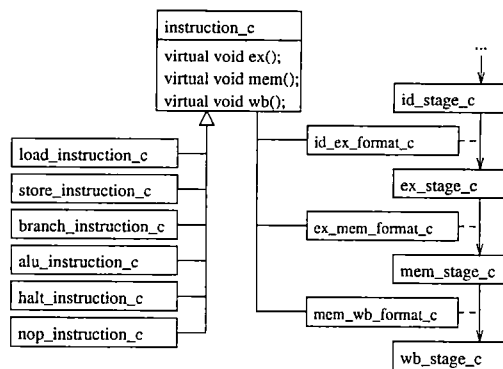 instruction_c
virtual void ex();
virtual void mem();
virtual void wb();
...
id_stage_c
load_instruction_c
id_ex_format_c
store_instruction_c
ex_stage_c
branch_instruction_c
ex_mem_format_c
alu_instruction_c
mem_stage_c
halt_instruction_c
mem_wb_format_c
nop_instruction_c
wb_stage_c